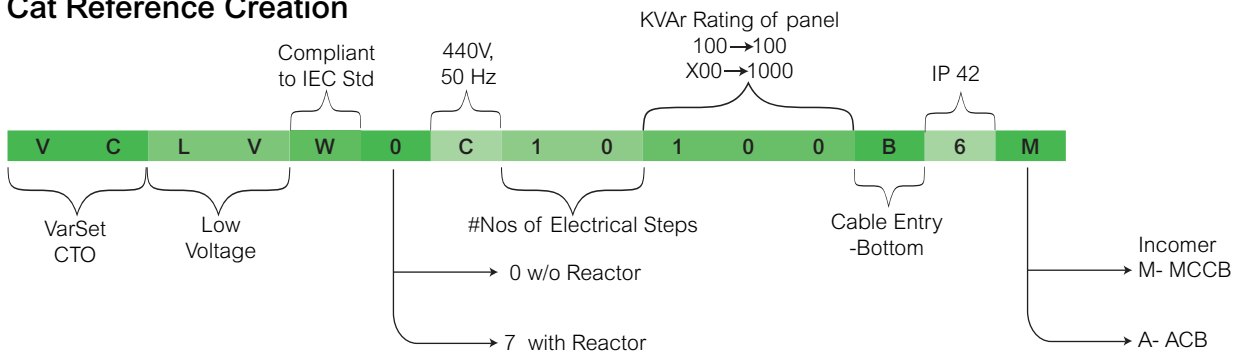 Cat Reference Creation
KVAr Rating of panel
100→100
X00→1000
Compliant
to IEC Std
440V,
50 Hz
IP 42
V C L V W 0 C 1 0 1 0 0 B 6 M
VarSet
CTO
Low
Voltage
#Nos of Electrical Steps
Cable Entry
-Bottom
0 w/o Reactor
7 with Reactor
Incomer
M- MCCB
A- ACB